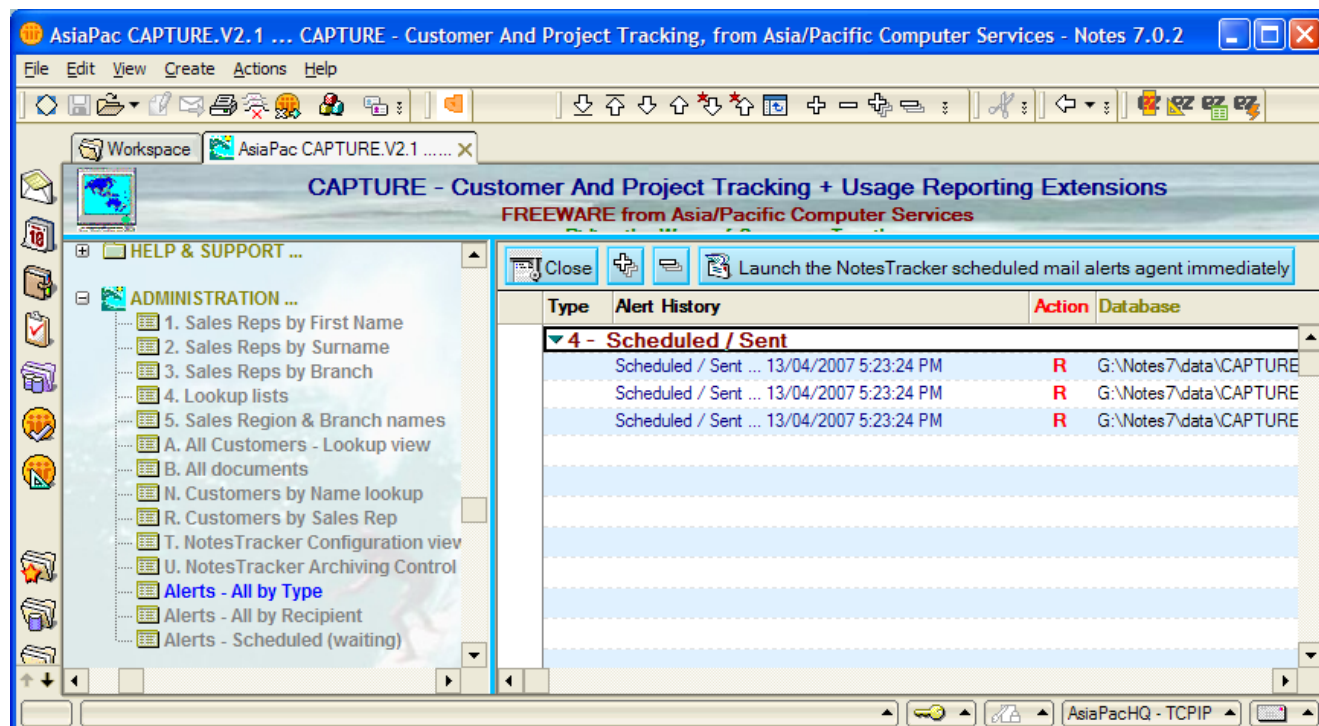 AsiaPac CAPTURE.V2.1 ... CAPTURE - Customer And Project Tracking, from Asia/Pacific Computer Services - Notes 7.0.2
File Edit View Create Actions Help
Workspace AsiaPac CAPTURE.V2.1 ......
CAPTURE - Customer And Project Tracking + Usage Reporting Extensions
FREEWARE from Asia/Pacific Computer Services
HELP & SUPPORT ...
ADMINISTRATION ...
1. Sales Reps by First Name
2. Sales Reps by Surname
3. Sales Reps by Branch
4. Lookup lists
5. Sales Region & Branch names
A. All Customers - Lookup view
B. All documents
N. Customers by Name lookup
R. Customers by Sales Rep
T. NotesTracker Configuration view
U. NotesTracker Archiving Control
Alerts - All by Type
Alerts - All by Recipient
Alerts - Scheduled (waiting)
Close Launch the NotesTracker scheduled mail alerts agent immediately
Type Alert History Action Database
4 - Scheduled / Sent
Scheduled / Sent ... 13/04/2007 5:23:24 PM R G:\Notes7\data\CAPTURE
Scheduled / Sent ... 13/04/2007 5:23:24 PM R G:\Notes7\data\CAPTURE
Scheduled / Sent ... 13/04/2007 5:23:24 PM R G:\Notes7\data\CAPTURE
AsiaPacHQ - TCPIP